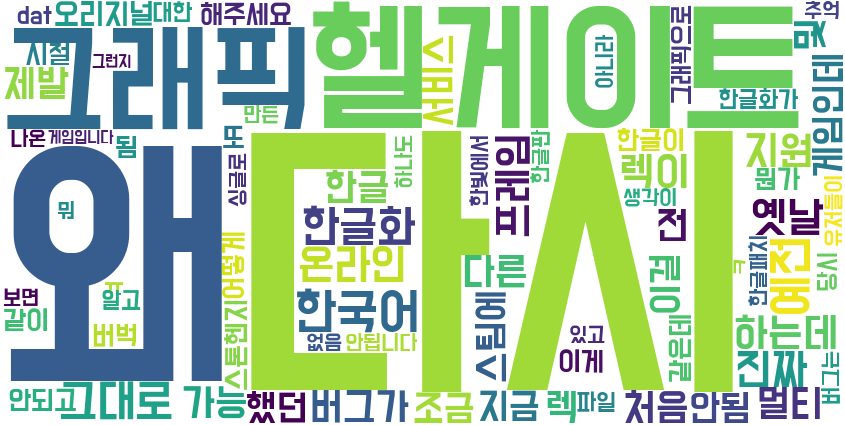 dat 오리지널 대한 해주세요 그래픽 헬게이트 서비스 아니라 그래픽으로 몇 추억
시절 그런지 제발 만든 한글화가 게임인데
나온 게임입니다 됨 또 싱글로 하나도 한빛에서 프레임 한글판 한글이 렉이 지원 뭔가
왜 다시 뭐 한글 한글화 생각이 전 옛날 유저들이
온라인 다른 이걸 ㅋ 한글패치 당시 예전
보면 ㅠ 알고 어떻게 한국어 스팀에 있고
같이 버벅 스톤헨지 없음 안됩니다 이게 같은데 하는데 진짜 버그는
안되고 그대로 가능 했던 버그가 조금 지금 렉 파일 처음 안됨 멀티